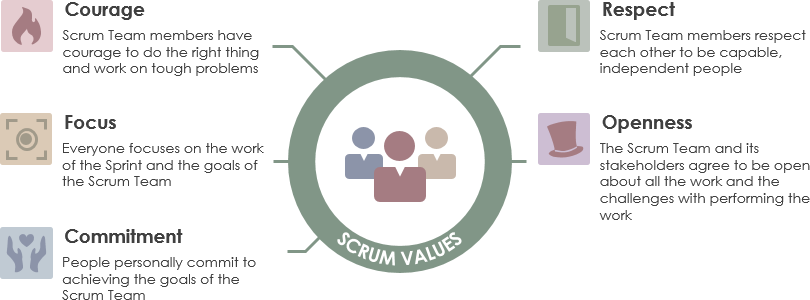 Courage
Scrum Team members have
courage to do the right thing
and work on tough problems
Focus
Everyone focuses on the work
of the Sprint and the goals of
the Scrum Team
Commitment
People personally commit to
achieving the goals of the
Scrum Team
SCRUM VALUES
Respect
Scrum Team members respect
each other to be capable,
independent people
Openness
The Scrum Team and its
stakeholders agree to be open
about all the work and the
challenges with performing the
work